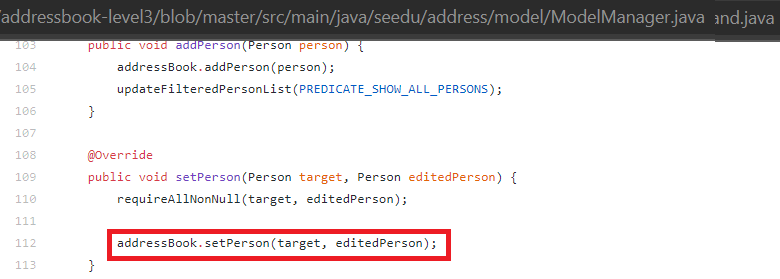 /addressbook-level3/blob/master/src/main/java/seedu/address/model/ModelManager.java and.java
103 public void addPerson(Person person) {
104 addressBook.addPerson(person);
105 updateFilteredPersonList(PREDICATE_SHOW_ALL_PERSONS);
106 }
107
108 @Override
109 public void setPerson(Person target, Person editedPerson) {
110 requireAllNonNull(target, editedPerson);
111
112 addressBook.setPerson(target, editedPerson);
113 }